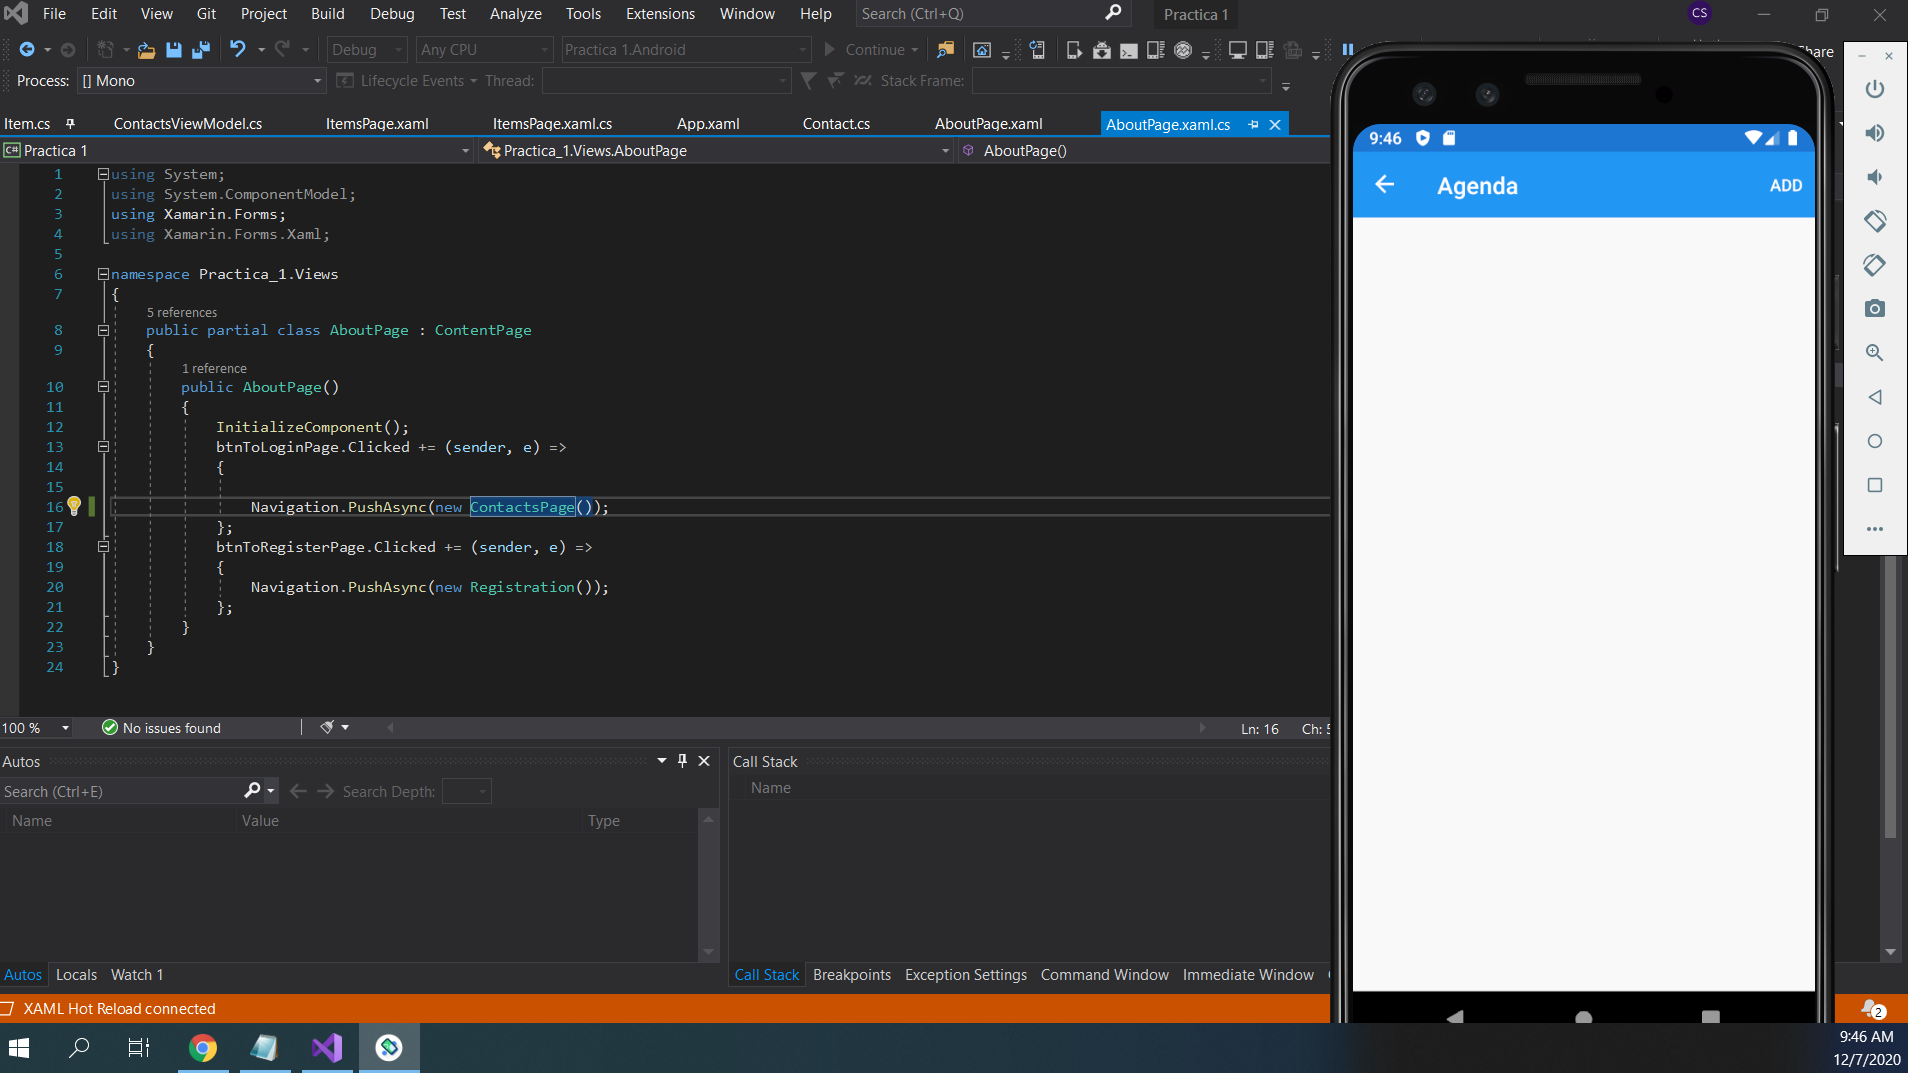 File Edit View Git Project Build Debug Test Analyze Tools Extensions Window Help Search (Ctrl+Q) Practica 1 CS
Debug Any CPU Practica 1.Android Continue
Share
Process: [] Mono Lifecycle Events Thread: Stack Frame:
Item.cs ContactsViewModel.cs ItemsPage.xaml ItemsPage.xaml.cs App.xaml Contact.cs AboutPage.xaml AboutPage.xaml.cs
C# Practica 1 Practica_1.Views.AboutPage AboutPage()
1 using System;
2 using System.ComponentModel;
3 using Xamarin.Forms;
4 using Xamarin.Forms.Xaml;
5
6 namespace Practica_1.Views
7 {
5 references
8 public partial class AboutPage : ContentPage
9 {
1 reference
10 public AboutPage()
11 {
12 InitializeComponent();
13 btnToLoginPage.Clicked += (sender, e) =>
14 {
15
16 Navigation.PushAsync(new ContactsPage());
17 };
18 btnToRegisterPage.Clicked += (sender, e) =>
19 {
20 Navigation.PushAsync(new Registration());
21 };
22 }
23 }
24 }
100 % No issues found Ln: 16 Ch:
Autos
Search (Ctrl+E) Search Depth:
Name Value Type
Call Stack
Name
Autos Locals Watch 1
Call Stack Breakpoints Exception Settings Command Window Immediate Window
XAML Hot Reload connected
2
9:46
Agenda ADD
9:46 AM
12/7/2020